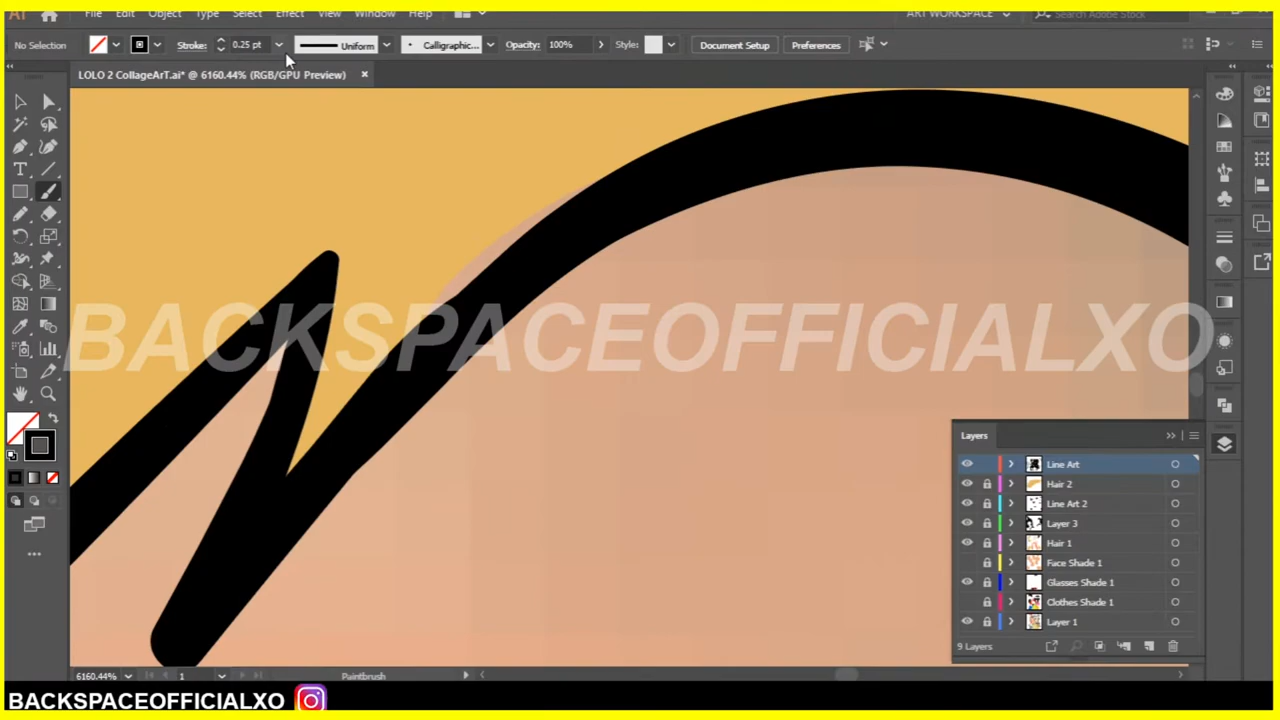 Ai File Edit Object Type Select Effect View Window Help ART WORKSPACE Search Adobe Stock
No Selection Stroke: 0.25 pt Uniform Calligraphic... Opacity: 100% Style: Document Setup Preferences
LOLO 2 CollageArT.ai* @ 6160.44% (RGB/GPU Preview)
BACKSPACEOFFICIALXO
Layers
Line Art
Hair 2
Line Art 2
Layer 3
Hair 1
Face Shade 1
Glasses Shade 1
Clothes Shade 1
Layer 1
9 Layers
6160.44% 1 Paintbrush
BACKSPACEOFFICIALXO